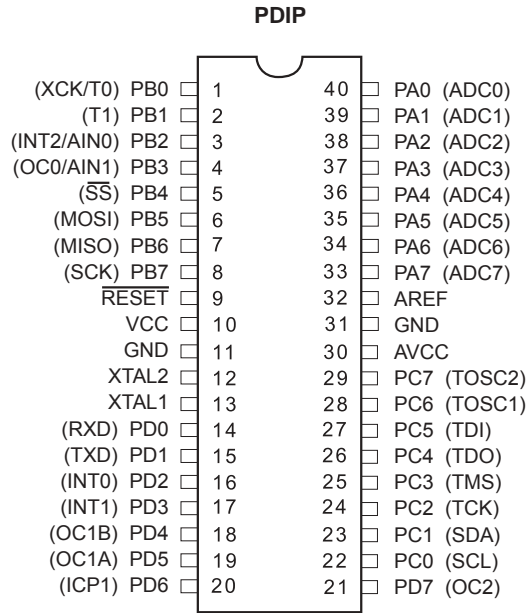 PDIP
(XCK/T0) PB0 1 40 PA0 (ADC0)
(T1) PB1 2 39 PA1 (ADC1)
(INT2/AIN0) PB2 3 38 PA2 (ADC2)
(OC0/AIN1) PB3 4 37 PA3 (ADC3)
(S̅S̅) PB4 5 36 PA4 (ADC4)
(MOSI) PB5 6 35 PA5 (ADC5)
(MISO) PB6 7 34 PA6 (ADC6)
(SCK) PB7 8 33 PA7 (ADC7)
R̅E̅S̅E̅T̅ 9 32 AREF
VCC 10 31 GND
GND 11 30 AVCC
XTAL2 12 29 PC7 (TOSC2)
XTAL1 13 28 PC6 (TOSC1)
(RXD) PD0 14 27 PC5 (TDI)
(TXD) PD1 15 26 PC4 (TDO)
(INT0) PD2 16 25 PC3 (TMS)
(INT1) PD3 17 24 PC2 (TCK)
(OC1B) PD4 18 23 PC1 (SDA)
(OC1A) PD5 19 22 PC0 (SCL)
(ICP1) PD6 20 21 PD7 (OC2)